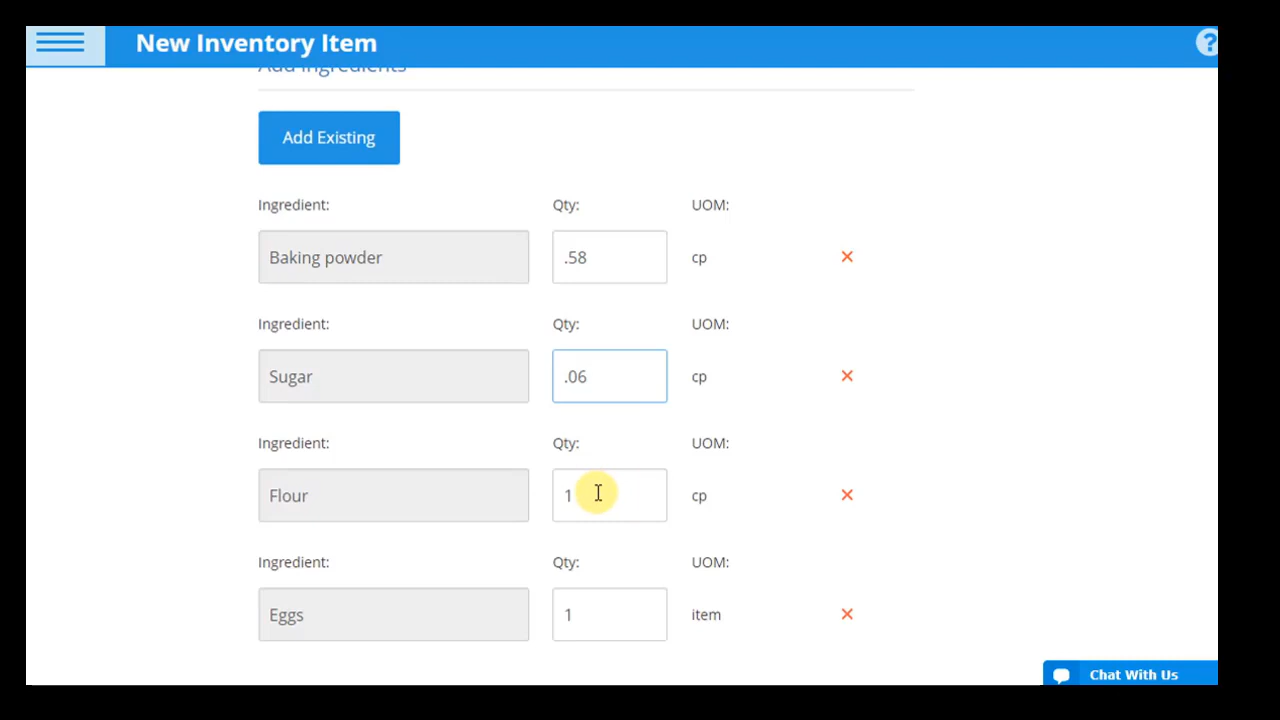 New Inventory Item
?
Add Ingredients
Add Existing
Ingredient: Qty: UOM:
Baking powder .58 cp
Ingredient: Qty: UOM:
Sugar .06 cp
Ingredient: Qty: UOM:
Flour 1 cp
Ingredient: Qty: UOM:
Eggs 1 item
Chat With Us